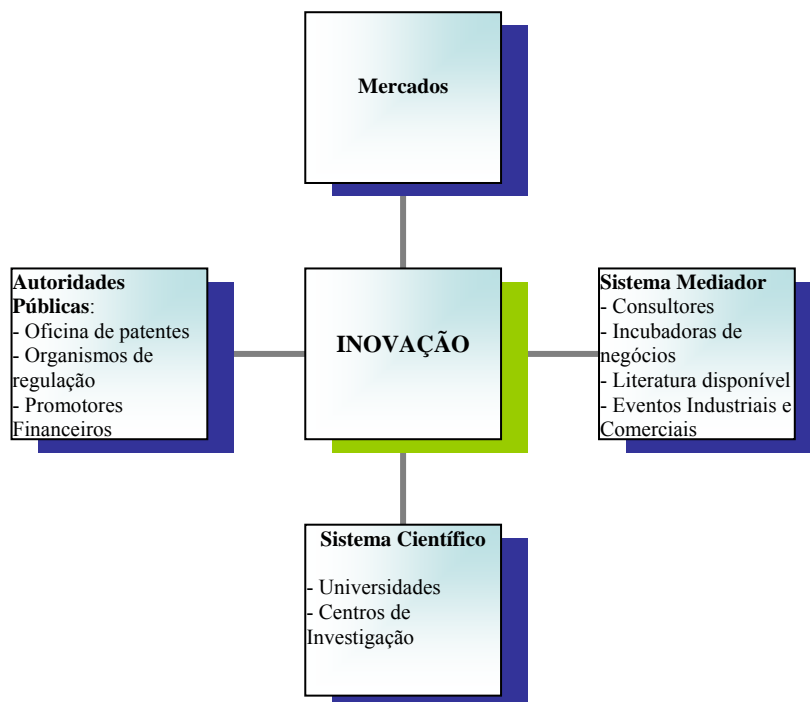 Mercados
Autoridades
Públicas:
- Oficina de patentes
- Organismos de
regulação
- Promotores
Financeiros
INOVAÇÃO
Sistema Mediador
- Consultores
- Incubadoras de
negócios
- Literatura disponível
- Eventos Industriais e
Comerciais
Sistema Científico
- Universidades
- Centros de
Investigação